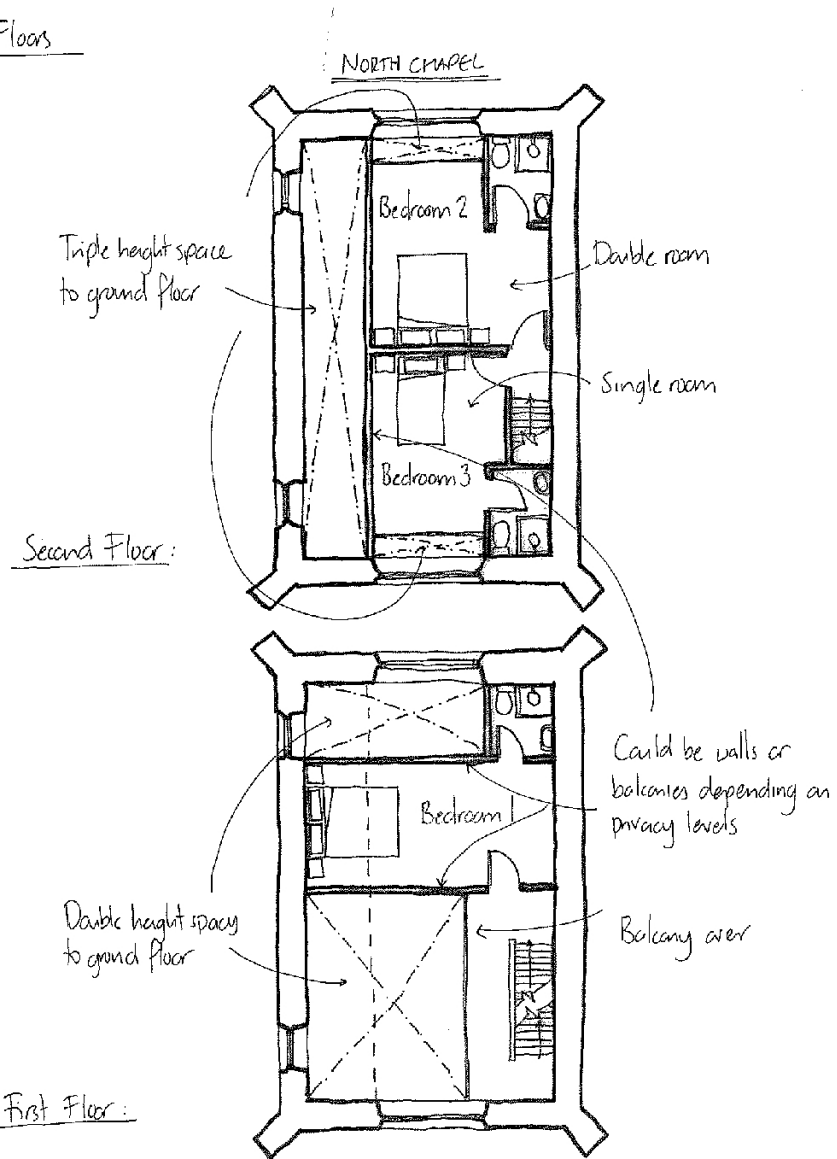 Floors
NORTH CHAPEL
Bedroom 2
Triple height space
to ground floor
Double room
Single room
Bedroom 3
Second Floor:
Could be walls or
balconies depending on
privacy levels
Bedroom 1
Double height spaces
to ground floor
Balcony over
First Floor: